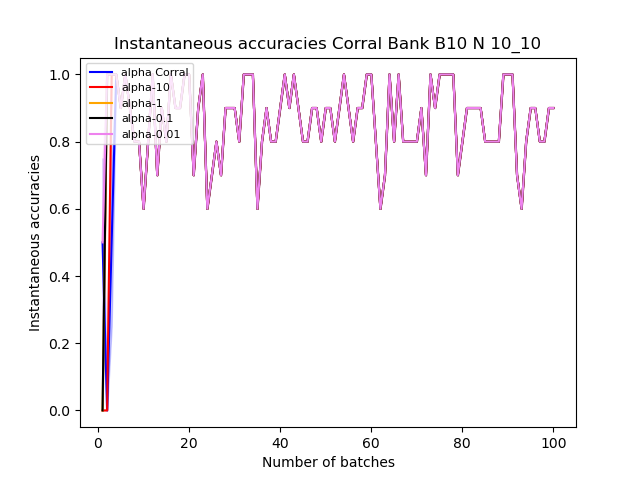 Instantaneous accuracies Corral Bank B10 N 10_10
alpha Corral
alpha-10
alpha-1
alpha-0.1
alpha-0.01
1.0
0.8
0.6
0.4
0.2
0.0
Instantaneous accuracies
0 20 40 60 80 100
Number of batches